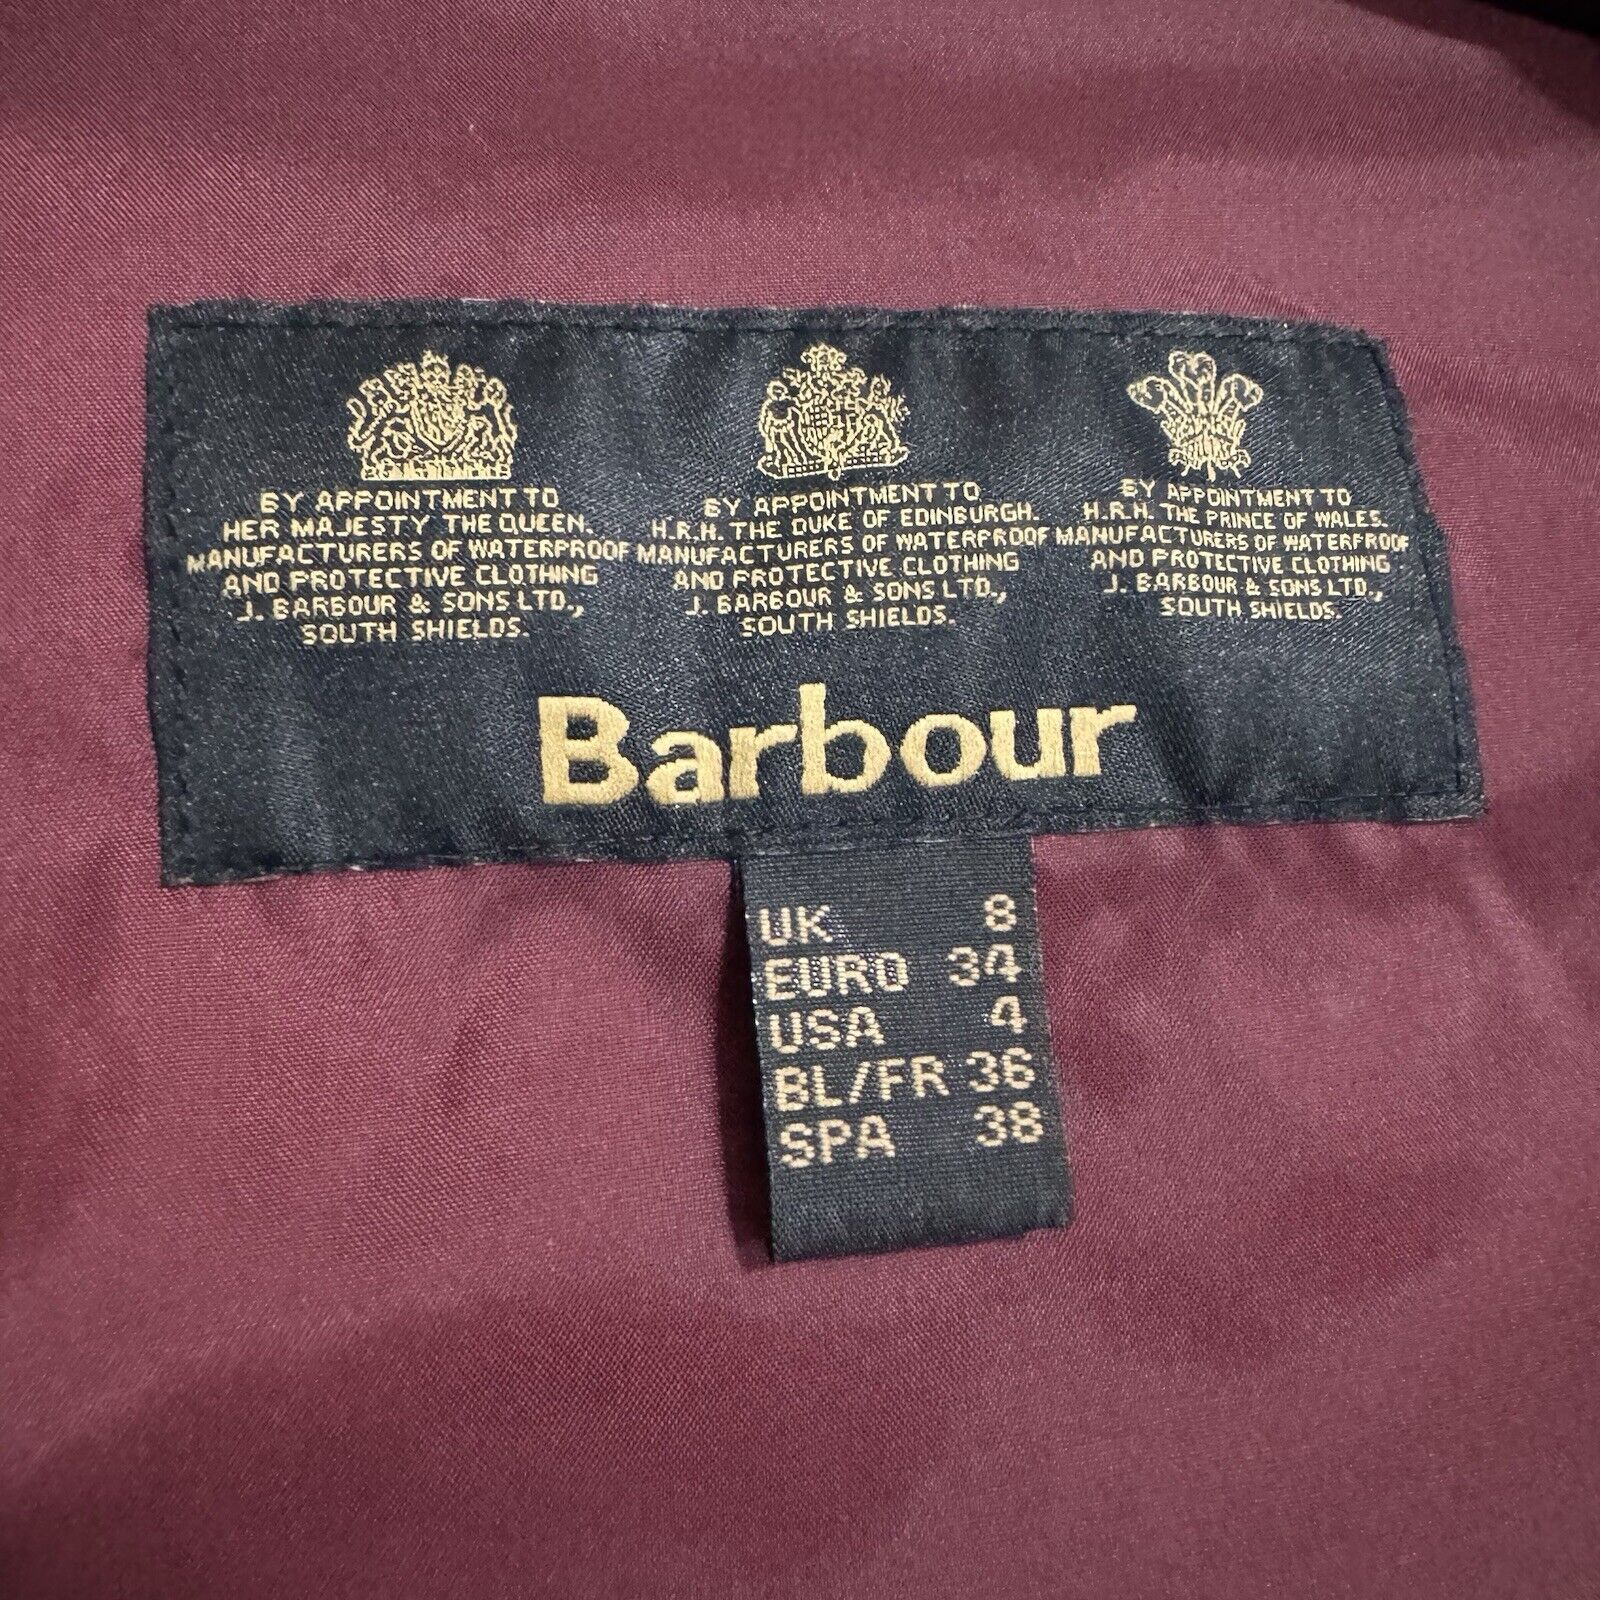 BY APPOINTMENT TO
HER MAJESTY THE QUEEN.
MANUFACTURERS OF WATERPROOF
AND PROTECTIVE CLOTHING
J. BARBOUR & SONS LTD.,
SOUTH SHIELDS.
BY APPOINTMENT TO
H.R.H. THE DUKE OF EDINBURGH.
MANUFACTURERS OF WATERPROOF
AND PROTECTIVE CLOTHING
J. BARBOUR & SONS LTD.,
SOUTH SHIELDS.
BY APPOINTMENT TO
H.R.H. THE PRINCE OF WALES.
MANUFACTURERS OF WATERPROOF
AND PROTECTIVE CLOTHING
J. BARBOUR & SONS LTD.,
SOUTH SHIELDS.
Barbour
UK 8
EURO 34
USA 4
BL/FR 36
SPA 38